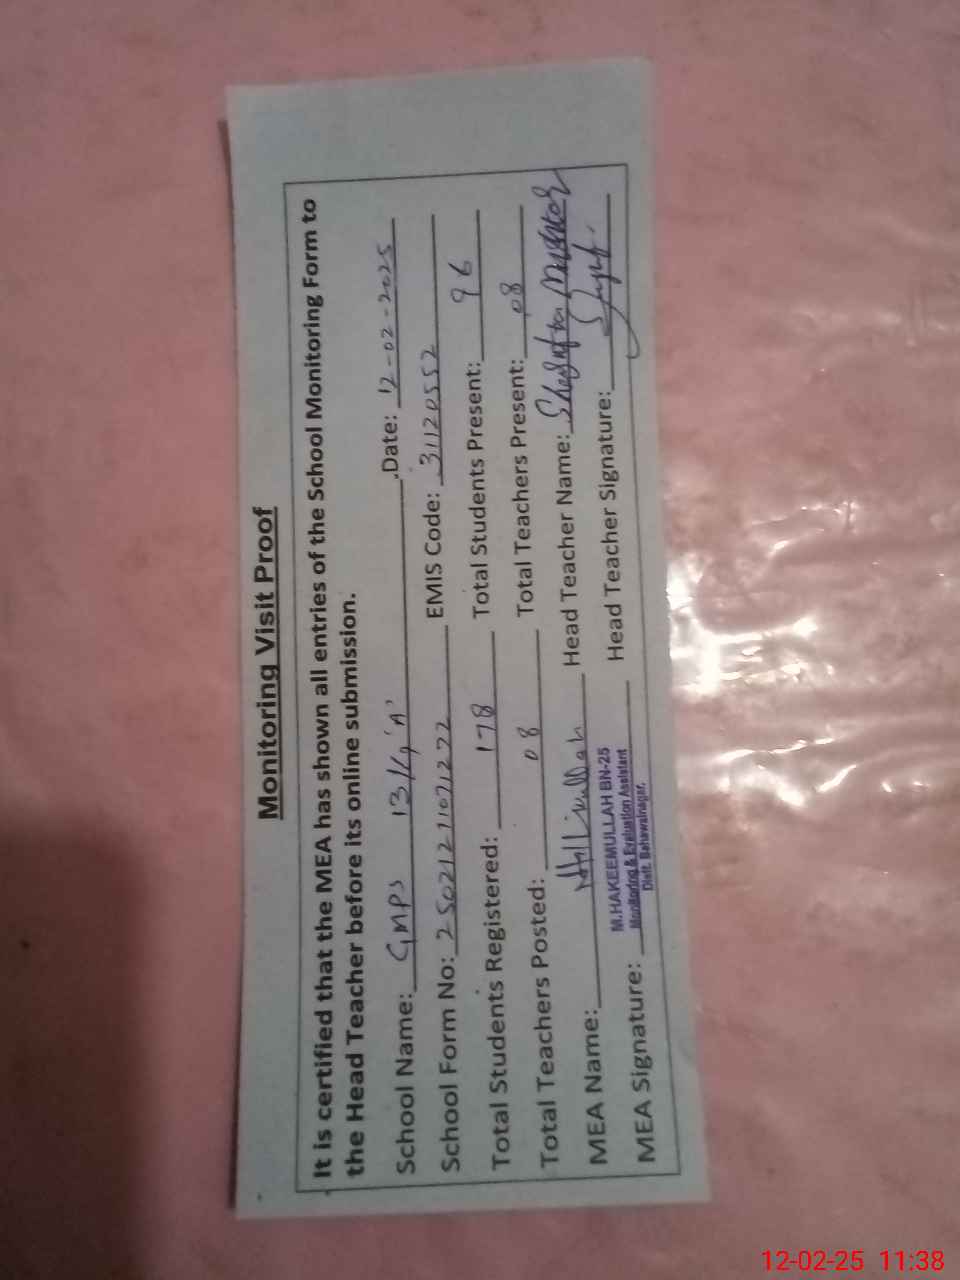 Monitoring Visit Proof
It is certified that the MEA has shown all entries of the School Monitoring Form to
the Head Teacher before its online submission.
School Name: GMPS 13/G 'A' Date: 12-02-2025
School Form No: EMIS Code: 31120552
Total Students Registered: 178 Total Students Present: 96
Total Teachers Posted: 08 Total Teachers Present: 08
MEA Name: Head Teacher Name:
MEA Signature: Head Teacher Signature:
M.HAKEEMULLAH BN-25
Monitoring & Evaluation Assistant
Distt. Bahawalnagar.
12-02-25 11:38